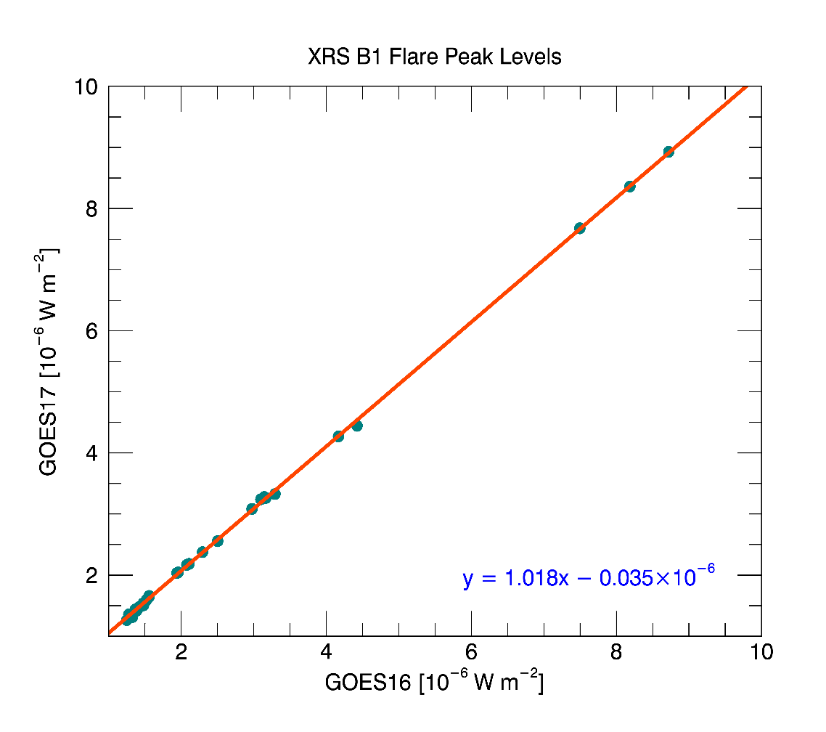 XRS B1 Flare Peak Levels
10
8
6
4
2
GOES17 [10⁻⁶ W m⁻²]
y = 1.018x − 0.035×10⁻⁶
2 4 6 8 10
GOES16 [10⁻⁶ W m⁻²]